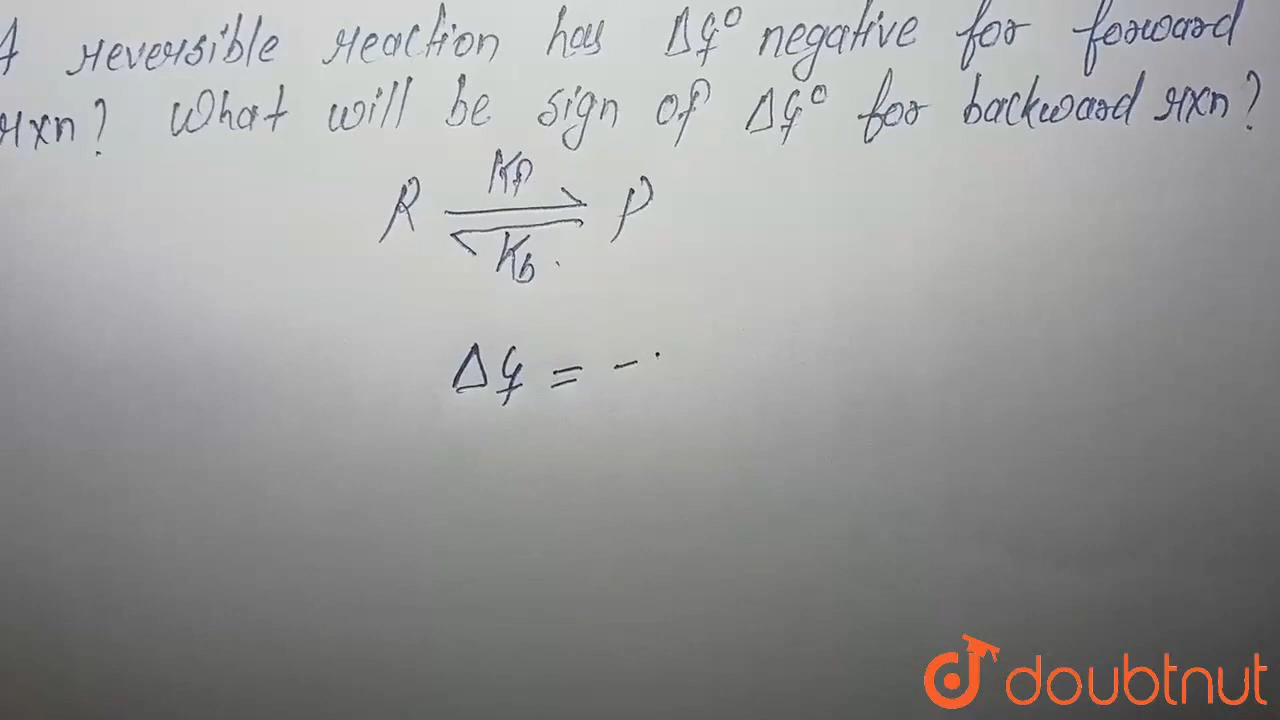 A reversible reaction has ΔG° negative for forward
rxn? What will be sign of ΔG° for backward rxn?
Kf
R ⇌ P
Kb
ΔG = -
doubtnut